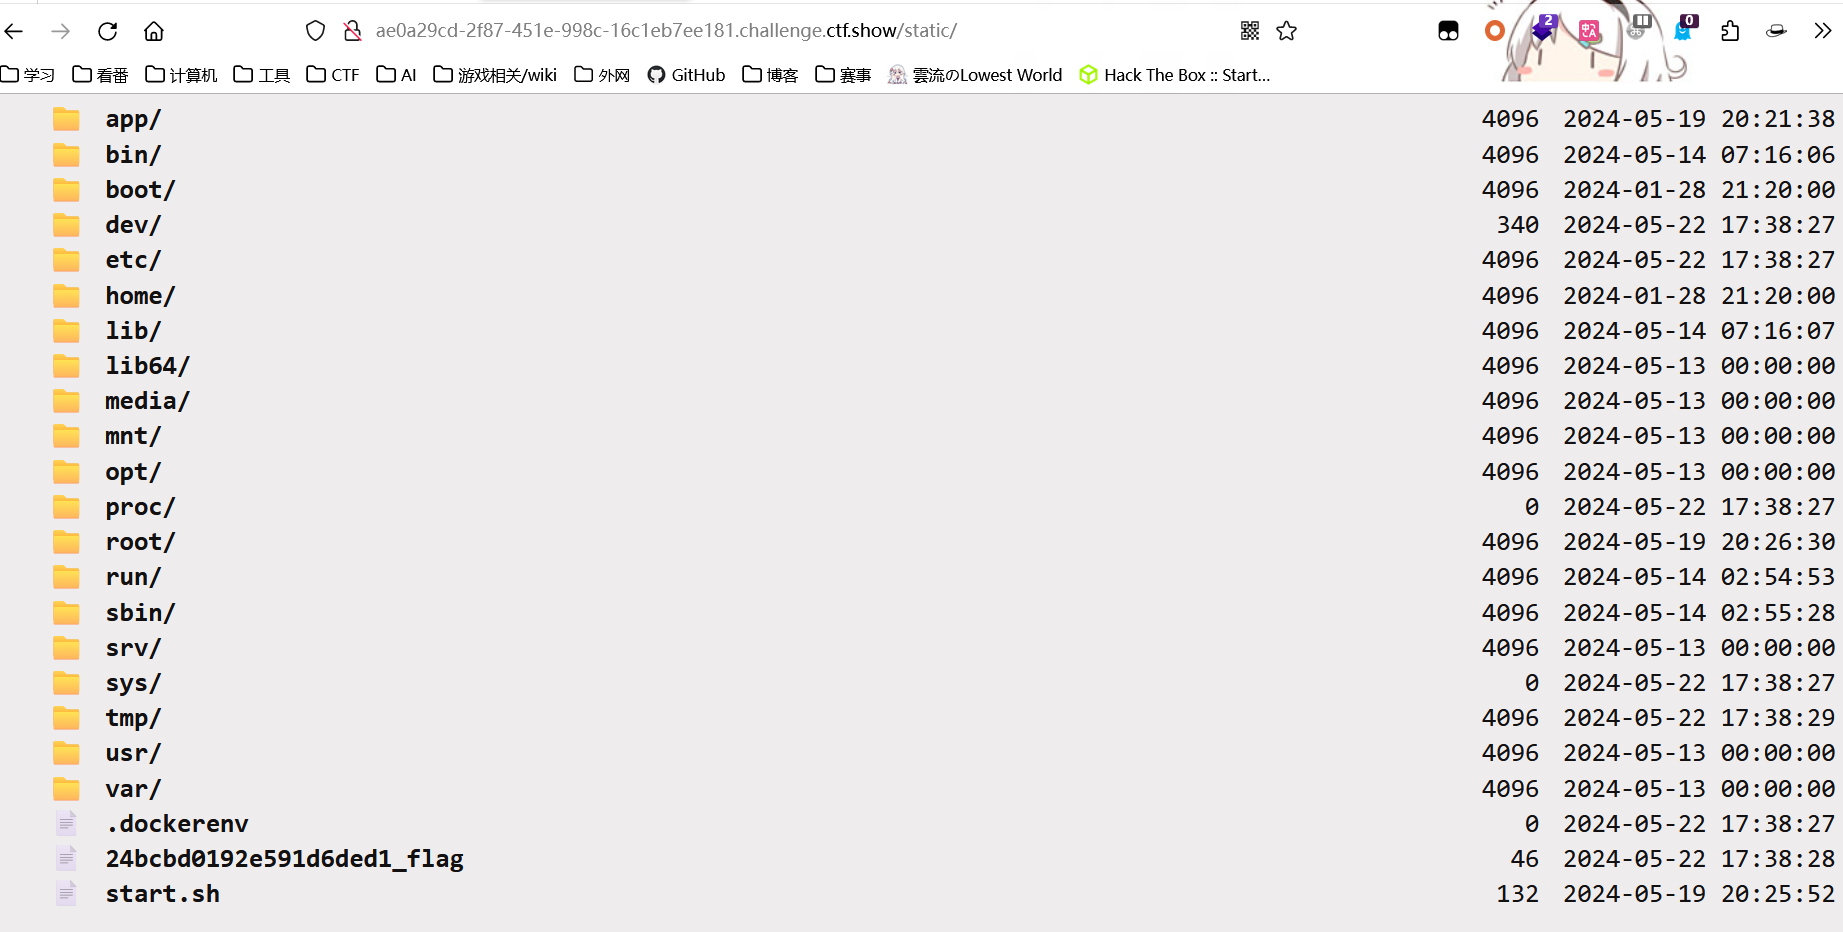 ae0a29cd-2f87-451e-998c-16c1eb7ee181.challenge.ctf.show/static/
2 0
学习 看番 计算机 工具 CTF AI 游戏相关/wiki 外网 GitHub 博客 赛事 雲流のLowest World Hack The Box :: Start...
app/ 4096 2024-05-19 20:21:38
bin/ 4096 2024-05-14 07:16:06
boot/ 4096 2024-01-28 21:20:00
dev/ 340 2024-05-22 17:38:27
etc/ 4096 2024-05-22 17:38:27
home/ 4096 2024-01-28 21:20:00
lib/ 4096 2024-05-14 07:16:07
lib64/ 4096 2024-05-13 00:00:00
media/ 4096 2024-05-13 00:00:00
mnt/ 4096 2024-05-13 00:00:00
opt/ 4096 2024-05-13 00:00:00
proc/ 0 2024-05-22 17:38:27
root/ 4096 2024-05-19 20:26:30
run/ 4096 2024-05-14 02:54:53
sbin/ 4096 2024-05-14 02:55:28
srv/ 4096 2024-05-13 00:00:00
sys/ 0 2024-05-22 17:38:27
tmp/ 4096 2024-05-22 17:38:29
usr/ 4096 2024-05-13 00:00:00
var/ 4096 2024-05-13 00:00:00
.dockerenv 0 2024-05-22 17:38:27
24bcbd0192e591d6ded1_flag 46 2024-05-22 17:38:28
start.sh 132 2024-05-19 20:25:52